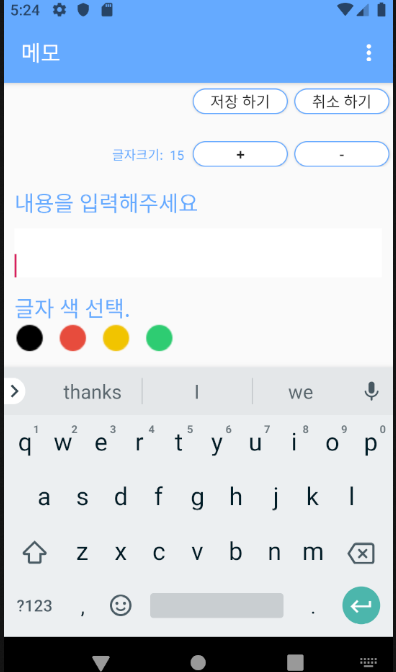 5:24
메모
저장 하기 취소 하기
글자크기: 15 + -
내용을 입력해주세요
글자 색 선택.
thanks I we
1 2 3 4 5 6 7 8 9 0
q w e r t y u i o p
a s d f g h j k l
z x c v b n m
?123 , .